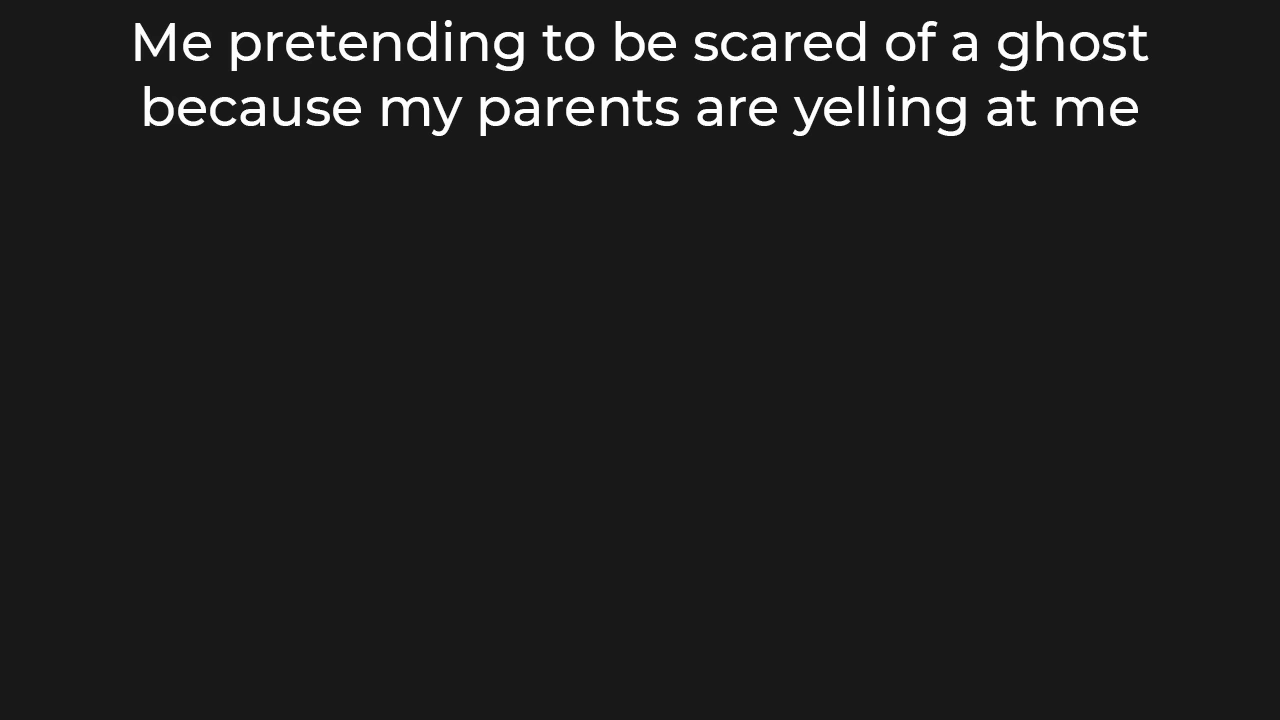 Me pretending to be scared of a ghost
because my parents are yelling at me